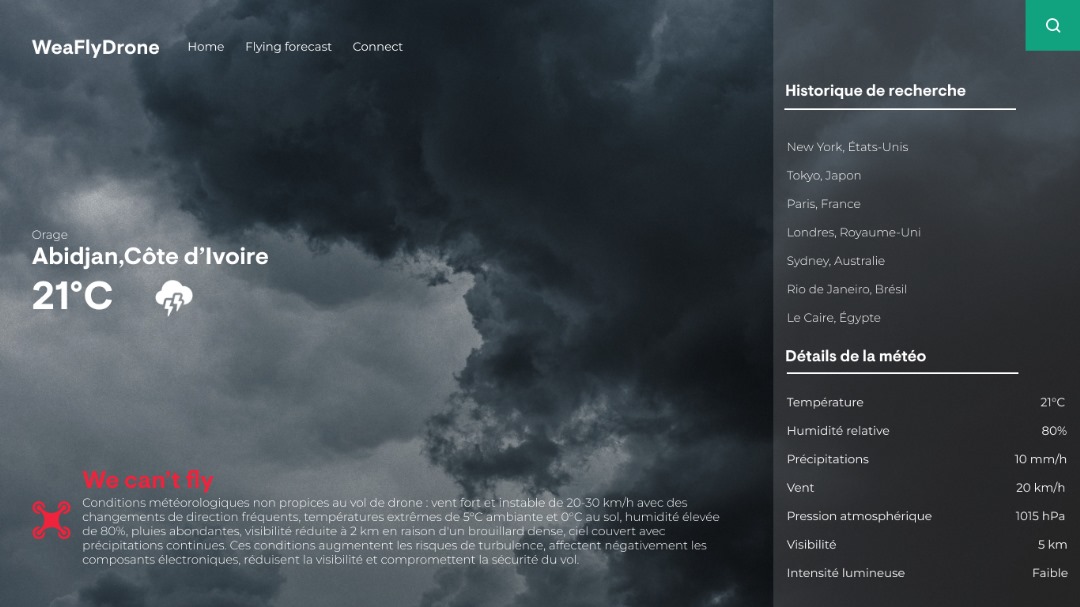 WeaFlyDrone Home Flying forecast Connect
Orage
Abidjan,Côte d'Ivoire
21°C
We can't fly
Conditions météorologiques non propices au vol de drone : vent fort et instable de 20-30 km/h avec des
changements de direction fréquents, températures extrêmes de 5°C ambiante et 0°C au sol, humidité élevée
de 80%, pluies abondantes, visibilité réduite à 2 km en raison d'un brouillard dense, ciel couvert avec
précipitations continues. Ces conditions augmentent les risques de turbulence, affectent négativement les
composants électroniques, réduisent la visibilité et compromettent la sécurité du vol.
Historique de recherche
New York, États-Unis
Tokyo, Japon
Paris, France
Londres, Royaume-Uni
Sydney, Australie
Rio de Janeiro, Brésil
Le Caire, Égypte
Détails de la météo
Température 21°C
Humidité relative 80%
Précipitations 10 mm/h
Vent 20 km/h
Pression atmosphérique 1015 hPa
Visibilité 5 km
Intensité lumineuse Faible